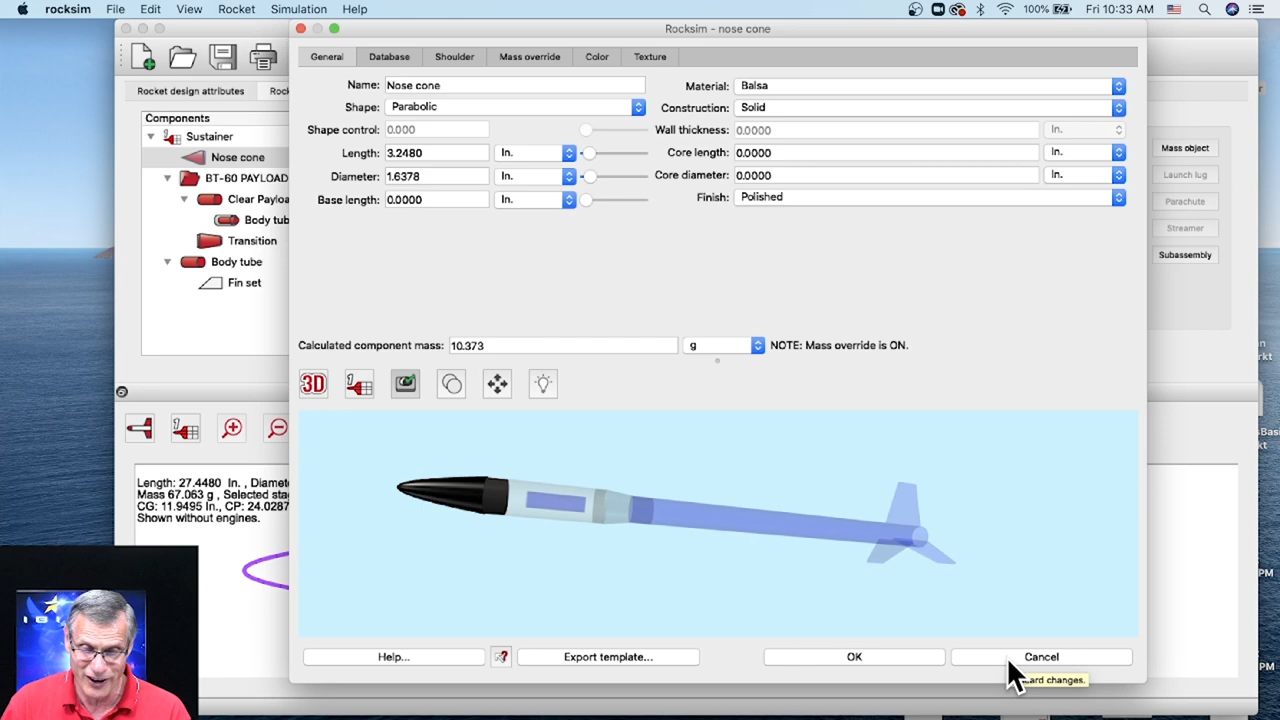 rocksim File Edit View Rocket Simulation Help 100% Fri 10:33 AM
Rocksim - nose cone
General Database Shoulder Mass override Color Texture
Rocket design attributes
Components
Sustainer
Nose cone
BT-60 PAYLOAD
Clear Payloa
Body tub
Transition
Body tube
Fin set
Name: Nose cone
Shape: Parabolic
Shape control: 0.000
Length: 3.2480 In.
Diameter: 1.6378 In.
Base length: 0.0000 In.
Material: Balsa
Construction: Solid
Wall thickness: 0.0000 In.
Core length: 0.0000 In.
Core diameter: 0.0000 In.
Finish: Polished
Mass object
Launch lug
Parachute
Streamer
Subassembly
Calculated component mass: 10.373 g NOTE: Mass override is ON.
3D
Length: 27.4480 In. , Diamete
Mass 67.063 g , Selected stag
CG: 11.9495 In., CP: 24.0287
Shown without engines.
Help... Export template... OK Cancel
ard changes.